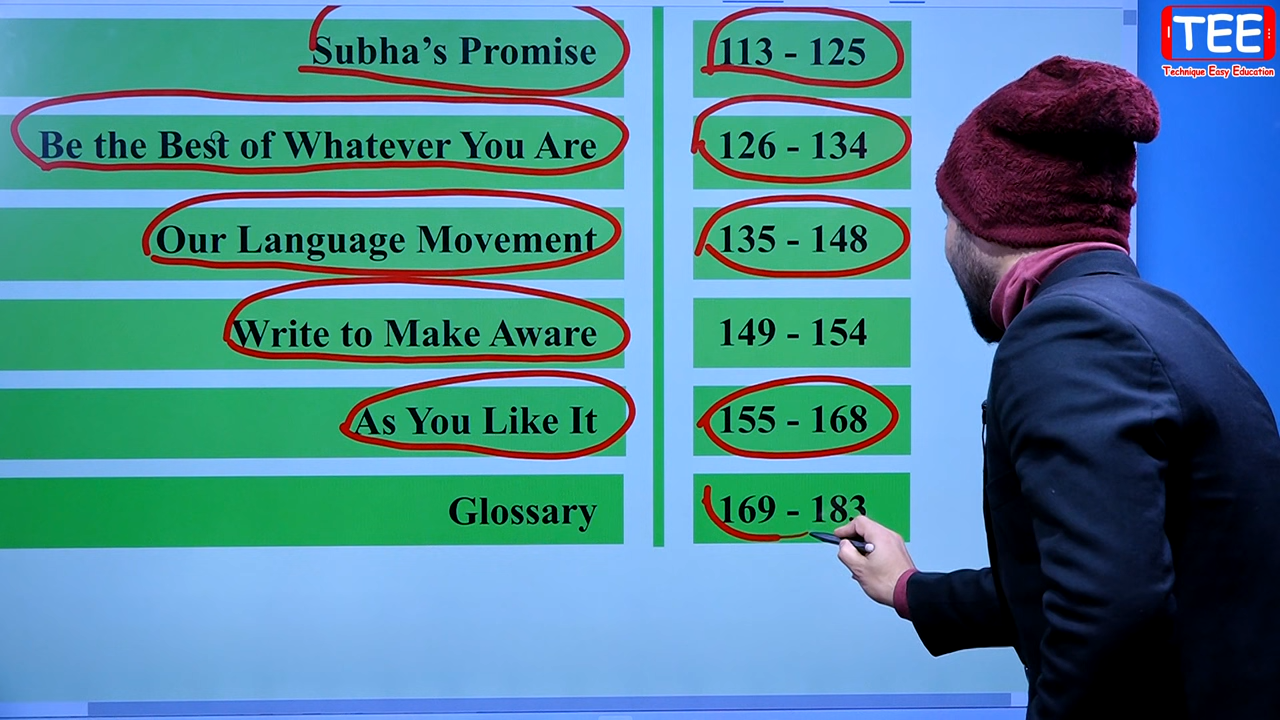 TEE
Technique Easy Education
Subha’s Promise 113 - 125
Be the Best of Whatever You Are 126 - 134
Our Language Movement 135 - 148
Write to Make Aware 149 - 154
As You Like It 155 - 168
Glossary 169 - 183